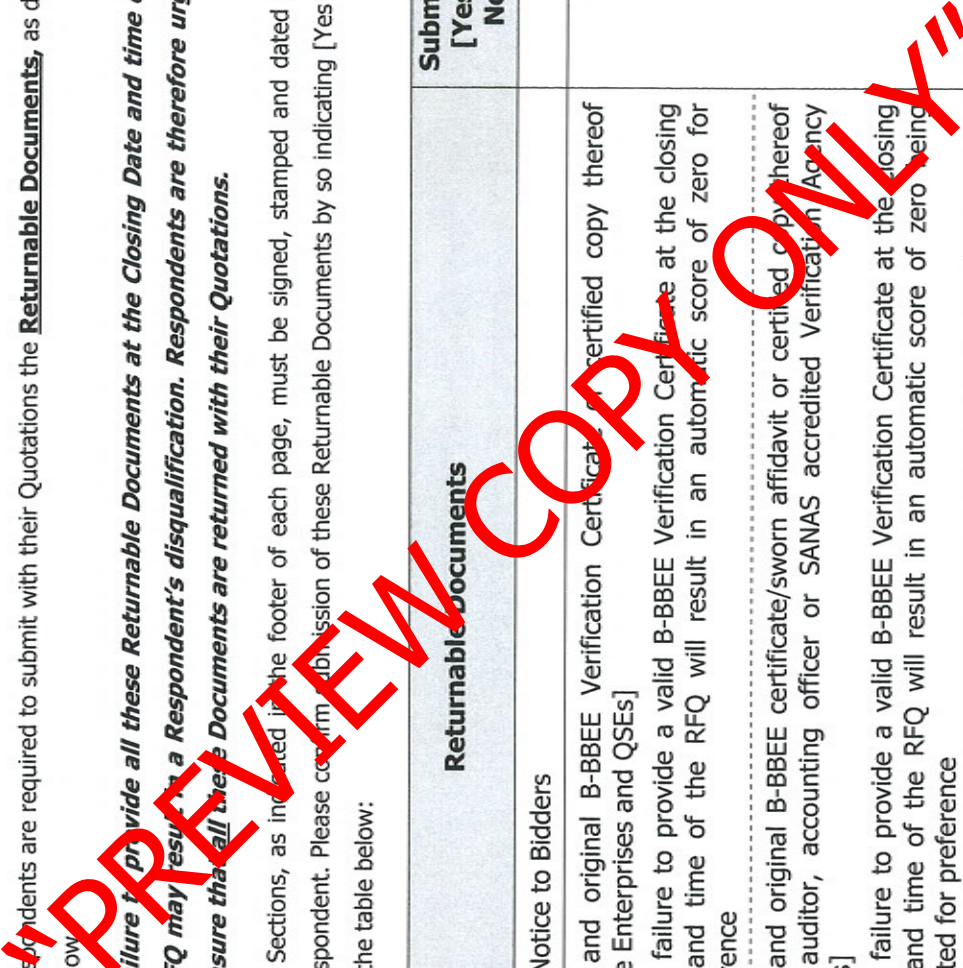 pondents are required to submit with their Quotations the Returnable Documents, as d
ow
ilure to provide all these Returnable Documents at the Closing Date and time
FQ may result in a Respondent's disqualification. Respondents are therefore urg
sure that all these Documents are returned with their Quotations.
Sections, as indicated in the footer of each page, must be signed, stamped and dated
spondent. Please confirm submission of these Returnable Documents by so indicating [Yes
the table below:
Returnable Documents
Subm
[Yes
No
Notice to Bidders
and original B-BBEE Verification Certificate or certified copy thereof
e Enterprises and QSEs]
failure to provide a valid B-BBEE Verification Certificate at the closing
and time of the RFQ will result in an automatic score of zero for
rence
and original B-BBEE certificate/sworn affidavit or certified copy thereof
auditor, accounting officer or SANAS accredited Verification Agency
s]
failure to provide a valid B-BBEE Verification Certificate at the closing
and time of the RFQ will result in an automatic score of zero being
ted for preference
"PREVIEW COPY ONLY"